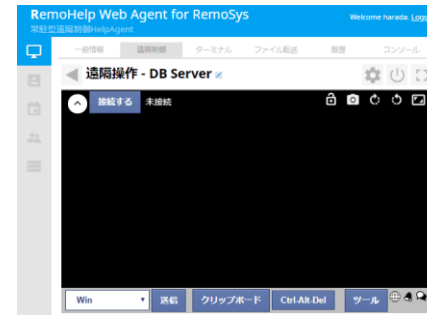 RemoHelp Web Agent for RemoSys
Welcome harada. Logo
常駐型遠隔制御HelpAgent
一般情報 遠隔制御 ターミナル ファイル転送 履歴 コンソール
遠隔操作 - DB Server
接続する 未接続
Win 送信 クリップボード Ctrl-Alt-Del ツール